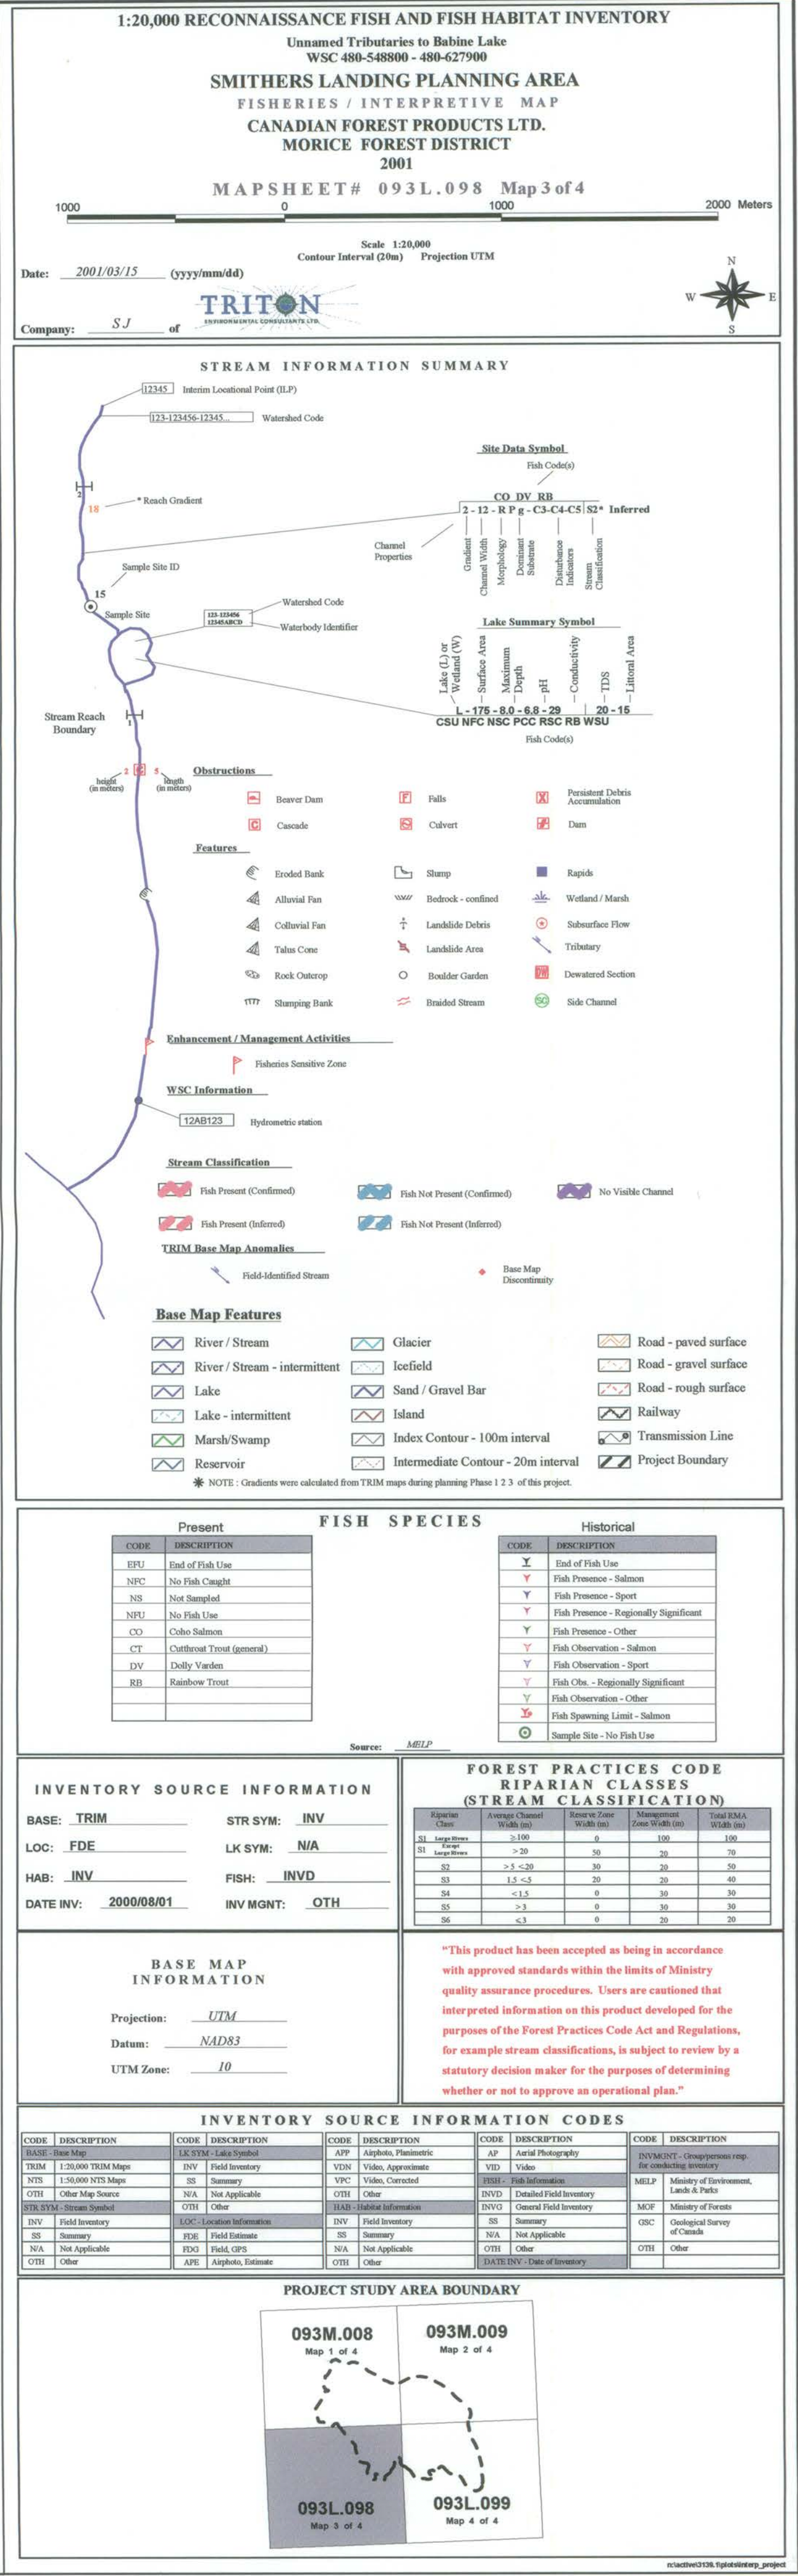 1:20,000 RECONNAISSANCE FISH AND FISH HABITAT INVENTORY
Unnamed Tributaries to Babine Lake
WSC 480-548800 - 480-627900
SMITHERS LANDING PLANNING AREA
FISHERIES / INTERPRETIVE MAP
CANADIAN FOREST PRODUCTS LTD.
MORICE FOREST DISTRICT
2001
MAPSHEET# 093L.098 Map 3 of 4
1000 0 1000 2000 Meters
Scale 1:20,000
Contour Interval (20m) Projection UTM
Date: 2001/03/15 (yyyy/mm/dd)
Company: SJ of TRITON
ENVIRONMENTAL CONSULTANTS LTD.
N
W E
S
STREAM INFORMATION SUMMARY
12345 Interim Locational Point (ILP)
123-123456-12345... Watershed Code
2
18
* Reach Gradient
Site Data Symbol
Fish Code(s)
CO DV RB
2 - 12 - R P g - C3-C4-C5 S2* Inferred
Channel
Properties
Gradient
Channel Width
Morphology
Dominant
Substrate
Disturbance
Indicators
Stream
Classification
Sample Site ID
15
Sample Site
123-123456
12345ABCD
Watershed Code
Waterbody Identifier
Lake Summary Symbol
Lake (L) or
Wetland (W)
Surface Area
Maximum
Depth
pH
Conductivity
TDS
Littoral Area
L - 175 - 8.0 - 6.8 - 29 20 - 15
CSU NFC NSC PCC RSC RB WSU
Fish Code(s)
Stream Reach
Boundary
1
2 C 5
height
(in meters)
length
(in meters)
Obstructions
Beaver Dam
F Falls
X Persistent Debris
Accumulation
C Cascade
Culvert
Dam
Features
Eroded Bank
Slump
Rapids
Alluvial Fan
Bedrock - confined
Wetland / Marsh
Colluvial Fan
Landslide Debris
Subsurface Flow
Talus Cone
Landslide Area
Tributary
Rock Outcrop
Boulder Garden
DW Dewatered Section
Slumping Bank
Braided Stream
SC Side Channel
Enhancement / Management Activities
Fisheries Sensitive Zone
WSC Information
12AB123 Hydrometric station
Stream Classification
Fish Present (Confirmed)
Fish Not Present (Confirmed)
No Visible Channel
Fish Present (Inferred)
Fish Not Present (Inferred)
TRIM Base Map Anomalies
Field-Identified Stream
Base Map
Discontinuity
Base Map Features
River / Stream
Glacier
Road - paved surface
River / Stream - intermittent
Icefield
Road - gravel surface
Lake
Sand / Gravel Bar
Road - rough surface
Lake - intermittent
Island
Railway
Marsh/Swamp
Index Contour - 100m interval
Transmission Line
Reservoir
Intermediate Contour - 20m interval
Project Boundary
* NOTE : Gradients were calculated from TRIM maps during planning Phase 1 2 3 of this project.
FISH SPECIES
Present
CODE DESCRIPTION
EFU End of Fish Use
NFC No Fish Caught
NS Not Sampled
NFU No Fish Use
CO Coho Salmon
CT Cutthroat Trout (general)
DV Dolly Varden
RB Rainbow Trout
Historical
CODE DESCRIPTION
End of Fish Use
Fish Presence - Salmon
Fish Presence - Sport
Fish Presence - Regionally Significant
Fish Presence - Other
Fish Observation - Salmon
Fish Observation - Sport
Fish Obs. - Regionally Significant
Fish Observation - Other
Fish Spawning Limit - Salmon
Sample Site - No Fish Use
Source: MELP
INVENTORY SOURCE INFORMATION
BASE: TRIM STR SYM: INV
LOC: FDE LK SYM: N/A
HAB: INV FISH: INVD
DATE INV: 2000/08/01 INV MGNT: OTH
FOREST PRACTICES CODE
RIPARIAN CLASSES
(STREAM CLASSIFICATION)
Riparian Class Average Channel Width (m) Reserve Zone Width (m) Management Zone Width (m) Total RMA Width (m)
S1 Large Rivers ≥100 0 100 100
S1 Except Large Rivers >20 50 20 70
S2 >5 <20 30 20 50
S3 1.5 <5 20 20 40
S4 <1.5 0 30 30
S5 >3 0 30 30
S6 ≤3 0 20 20
BASE MAP
INFORMATION
Projection: UTM
Datum: NAD83
UTM Zone: 10
"This product has been accepted as being in accordance
with approved standards within the limits of Ministry
quality assurance procedures. Users are cautioned that
interpreted information on this product developed for the
purposes of the Forest Practices Code Act and Regulations,
for example stream classifications, is subject to review by a
statutory decision maker for the purposes of determining
whether or not to approve an operational plan."
INVENTORY SOURCE INFORMATION CODES
CODE DESCRIPTION
BASE - Base Map
TRIM 1:20,000 TRIM Maps
NTS 1:50,000 NTS Maps
OTH Other Map Source
STR SYM - Stream Symbol
INV Field Inventory
SS Summary
N/A Not Applicable
OTH Other
CODE DESCRIPTION
LK SYM - Lake Symbol
INV Field Inventory
SS Summary
N/A Not Applicable
OTH Other
LOC - Location Information
FDE Field Estimate
FDG Field, GPS
APE Airphoto, Estimate
CODE DESCRIPTION
APP Airphoto, Planimetric
VDN Video, Approximate
VPC Video, Corrected
OTH Other
HAB - Habitat Information
INV Field Inventory
SS Summary
N/A Not Applicable
OTH Other
CODE DESCRIPTION
AP Aerial Photography
VID Video
FISH - Fish Information
INVD Detailed Field Inventory
INVG General Field Inventory
SS Summary
N/A Not Applicable
OTH Other
DATE INV - Date of Inventory
CODE DESCRIPTION
INVMGNT - Group/persons resp.
for conducting inventory
MELP Ministry of Environment,
Lands & Parks
MOF Ministry of Forests
GSC Geological Survey
of Canada
OTH Other
PROJECT STUDY AREA BOUNDARY
093M.008
Map 1 of 4
093M.009
Map 2 of 4
093L.098
Map 3 of 4
093L.099
Map 4 of 4
n:\active\3139.1\plots\interp_project